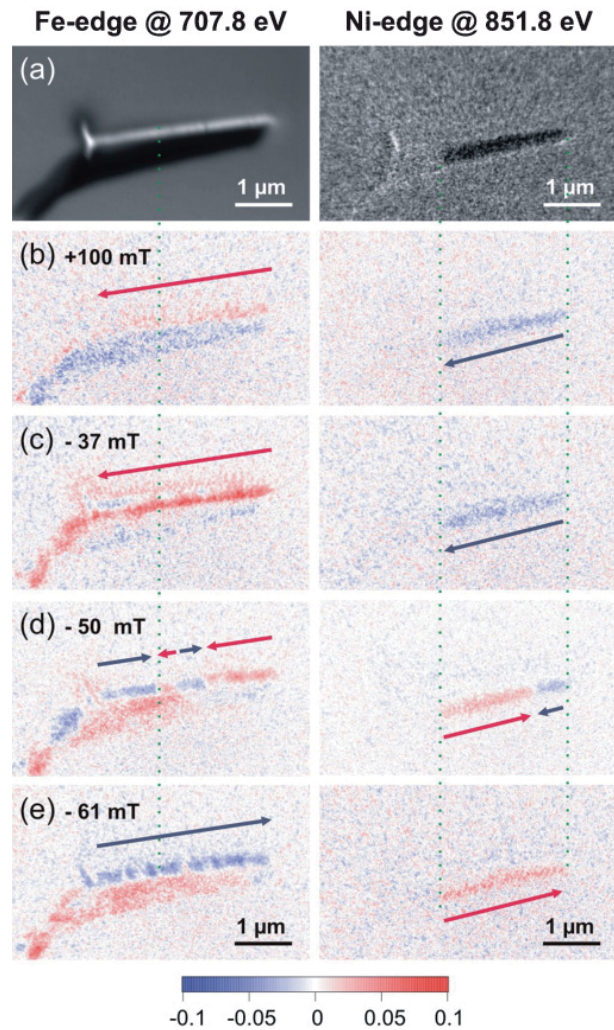 Fe-edge @ 707.8 eV Ni-edge @ 851.8 eV
(a)
1 µm 1 µm
(b) +100 mT
(c) - 37 mT
(d) - 50 mT
(e) - 61 mT
1 µm 1 µm
-0.1 -0.05 0 0.05 0.1